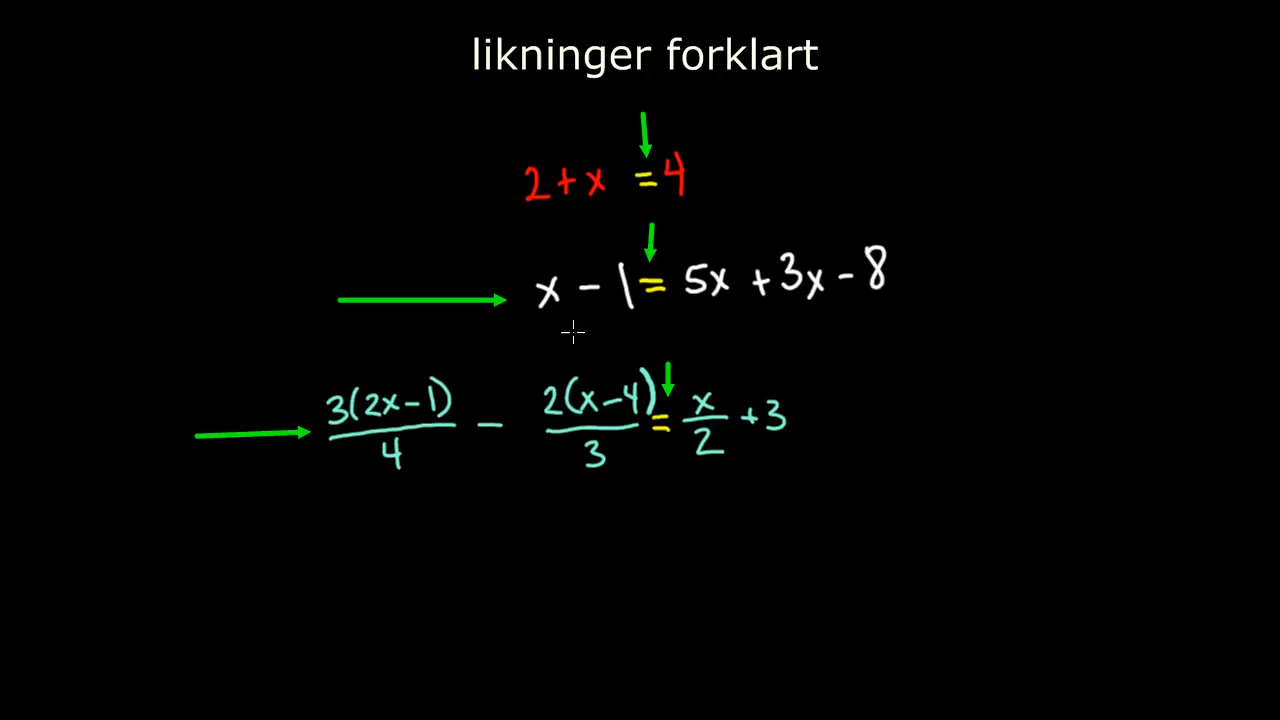 likninger forklart
2 + x = 4
x - 1 = 5x + 3x - 8
3(2x - 1)/4 - 2(x - 4)/3 = x/2 + 3